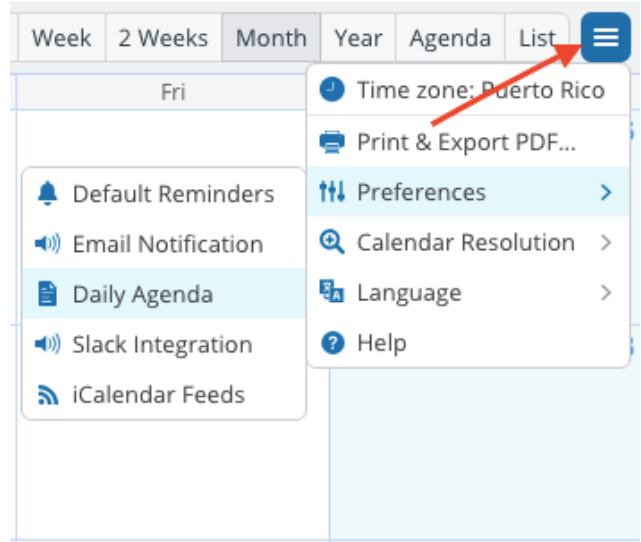 Week 2 Weeks Month Year Agenda List
Fri
Time zone: Puerto Rico
Print & Export PDF...
Preferences
Calendar Resolution
Language
Help
Default Reminders
Email Notification
Daily Agenda
Slack Integration
iCalendar Feeds